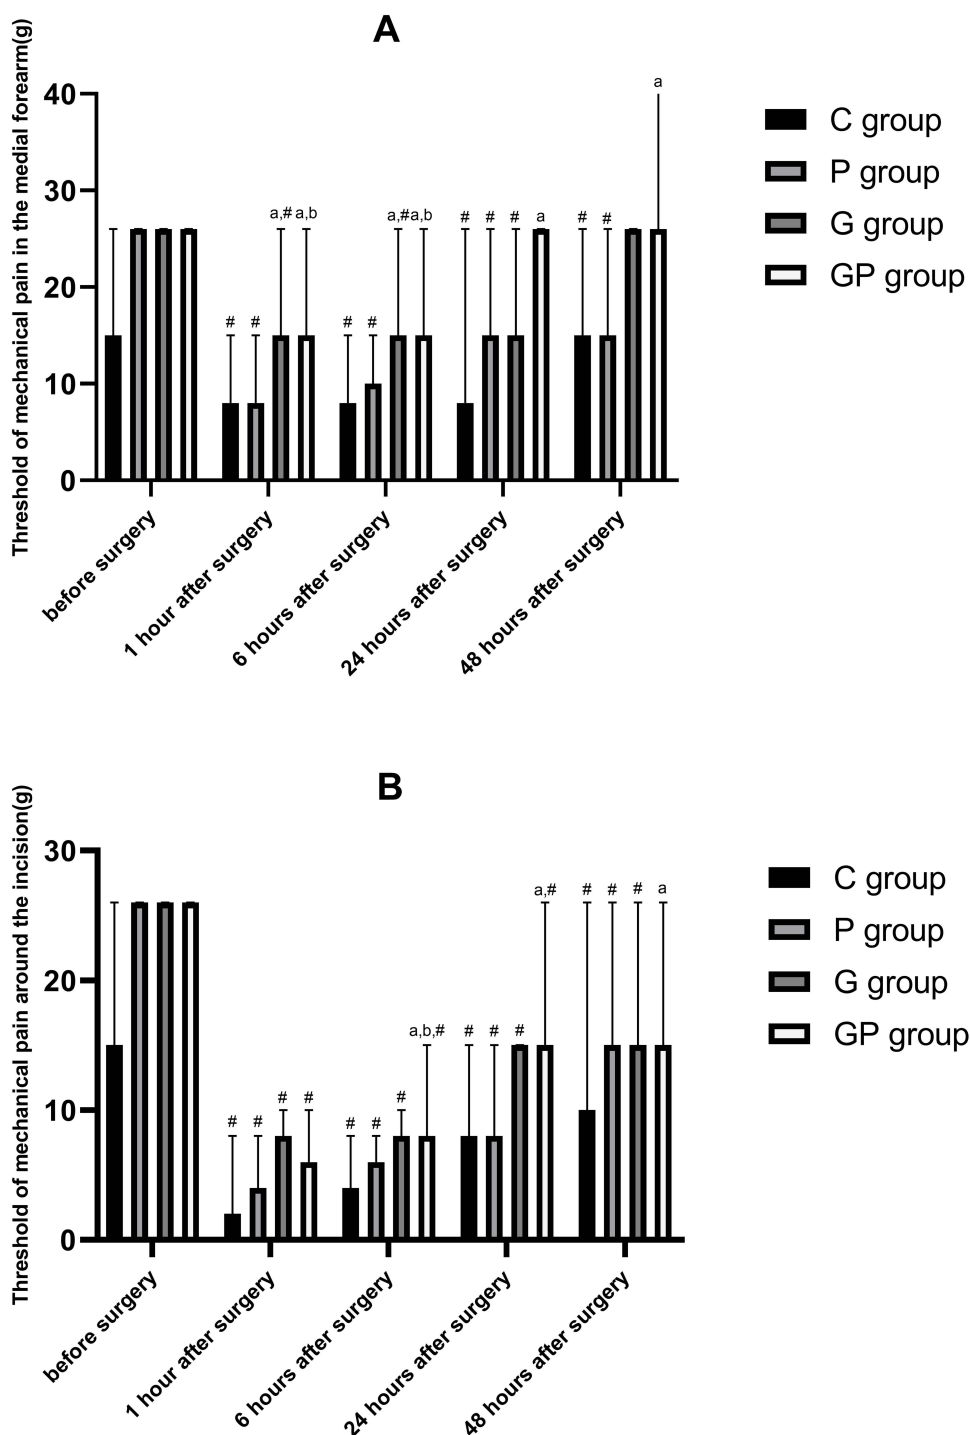 A
Threshold of mechanical pain in the medial forearm(g)
40
30
20
10
0
a
a,# a,b
a,# a,b
# # # a
# #
# #
# #
before surgery
1 hour after surgery
6 hours after surgery
24 hours after surgery
48 hours after surgery
C group
P group
G group
GP group
B
Threshold of mechanical pain around the incision(g)
30
20
10
0
a,# # # # a
a,b,# # # #
# # # #
# # #
before surgery
1 hour after surgery
6 hours after surgery
24 hours after surgery
48 hours after surgery
C group
P group
G group
GP group